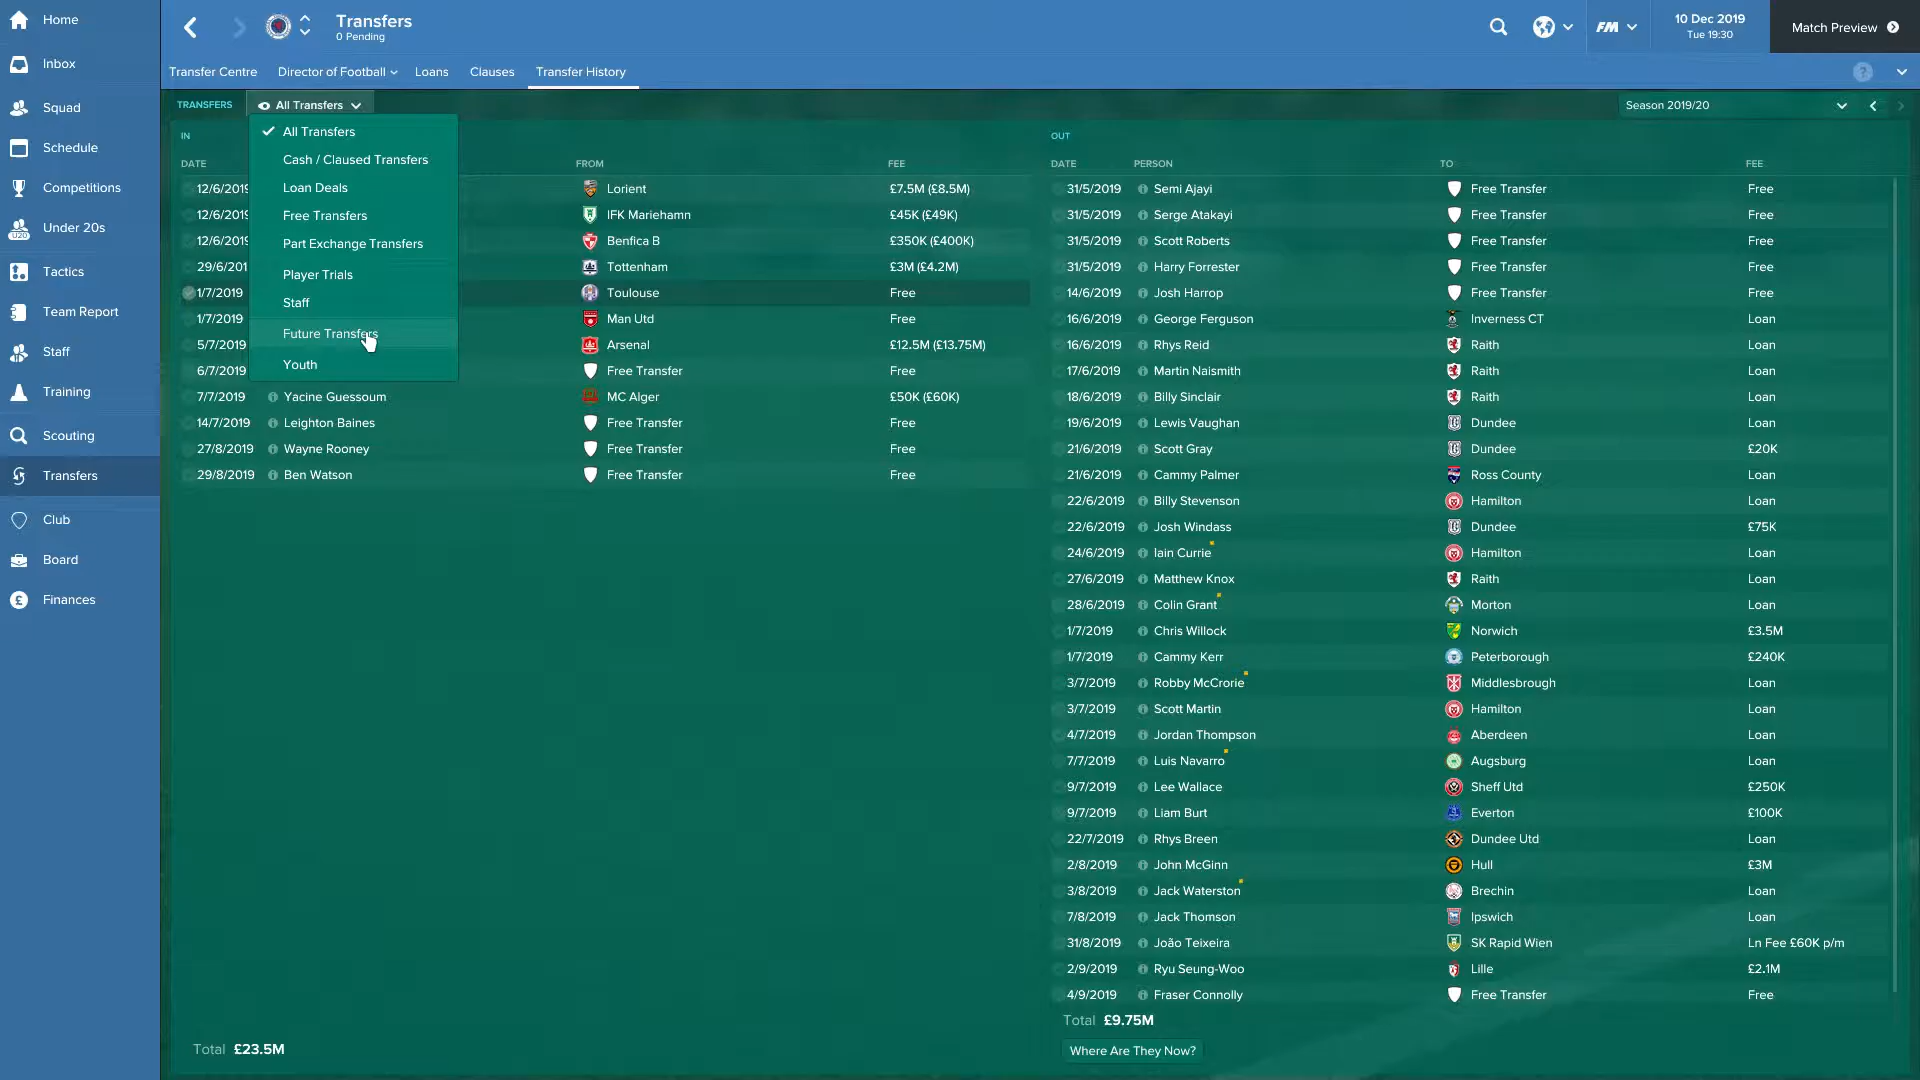 Home
Inbox
Squad
Schedule
Competitions
U20
Under 20s
Tactics
Team Report
Staff
Training
Scouting
Transfers
Club
Board
£ Finances
Transfers
0 Pending
FM
10 Dec 2019
Tue 19:30
Match Preview
Transfer Centre Director of Football Loans Clauses Transfer History ?
TRANSFERS All Transfers Season 2019/20
All Transfers
Cash / Claused Transfers
Loan Deals
Free Transfers
Part Exchange Transfers
Player Trials
Staff
Future Transfers
Youth
IN
DATE FROM FEE
12/6/2019 Lorient £7.5M (£8.5M)
12/6/2019 IFK Mariehamn £45K (£49K)
12/6/2019 Benfica B £350K (£400K)
29/6/201 Tottenham £3M (£4.2M)
1/7/2019 Toulouse Free
1/7/2019 Man Utd Free
5/7/2019 Arsenal £12.5M (£13.75M)
6/7/2019 Free Transfer Free
7/7/2019 Yacine Guessoum MC Alger £50K (£60K)
14/7/2019 Leighton Baines Free Transfer Free
27/8/2019 Wayne Rooney Free Transfer Free
29/8/2019 Ben Watson Free Transfer Free
Total £23.5M
OUT
DATE PERSON TO FEE
31/5/2019 Semi Ajayi Free Transfer Free
31/5/2019 Serge Atakayi Free Transfer Free
31/5/2019 Scott Roberts Free Transfer Free
31/5/2019 Harry Forrester Free Transfer Free
14/6/2019 Josh Harrop Free Transfer Free
16/6/2019 George Ferguson Inverness CT Loan
16/6/2019 Rhys Reid Raith Loan
17/6/2019 Martin Naismith Raith Loan
18/6/2019 Billy Sinclair Raith Loan
19/6/2019 Lewis Vaughan Dundee Loan
21/6/2019 Scott Gray Dundee £20K
21/6/2019 Cammy Palmer Ross County Loan
22/6/2019 Billy Stevenson Hamilton Loan
22/6/2019 Josh Windass Dundee £75K
24/6/2019 Iain Currie Hamilton Loan
27/6/2019 Matthew Knox Raith Loan
28/6/2019 Colin Grant Morton Loan
1/7/2019 Chris Willock Norwich £3.5M
1/7/2019 Cammy Kerr Peterborough £240K
3/7/2019 Robby McCrorie Middlesbrough Loan
3/7/2019 Scott Martin Hamilton Loan
4/7/2019 Jordan Thompson Aberdeen Loan
7/7/2019 Luis Navarro Augsburg Loan
9/7/2019 Lee Wallace Sheff Utd £250K
9/7/2019 Liam Burt Everton £100K
22/7/2019 Rhys Breen Dundee Utd Loan
2/8/2019 John McGinn Hull £3M
3/8/2019 Jack Waterston Brechin Loan
7/8/2019 Jack Thomson Ipswich Loan
31/8/2019 João Teixeira SK Rapid Wien Ln Fee £60K p/m
2/9/2019 Ryu Seung-Woo Lille £2.1M
4/9/2019 Fraser Connolly Free Transfer Free
Total £9.75M
Where Are They Now?